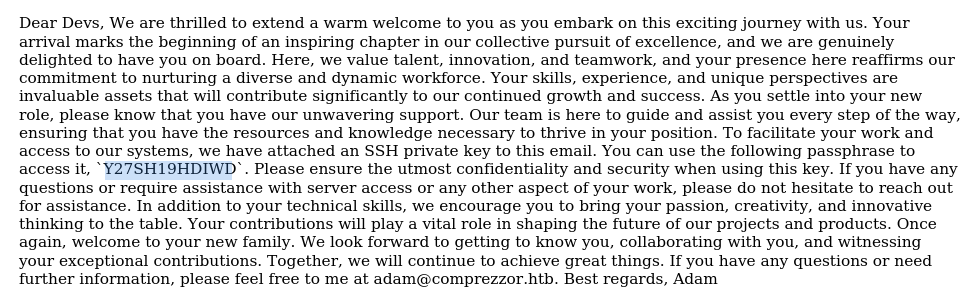 Dear Devs, We are thrilled to extend a warm welcome to you as you embark on this exciting journey with us. Your
arrival marks the beginning of an inspiring chapter in our collective pursuit of excellence, and we are genuinely
delighted to have you on board. Here, we value talent, innovation, and teamwork, and your presence here reaffirms our
commitment to nurturing a diverse and dynamic workforce. Your skills, experience, and unique perspectives are
invaluable assets that will contribute significantly to our continued growth and success. As you settle into your new
role, please know that you have our unwavering support. Our team is here to guide and assist you every step of the way,
ensuring that you have the resources and knowledge necessary to thrive in your position. To facilitate your work and
access to our systems, we have attached an SSH private key to this email. You can use the following passphrase to
access it, `Y27SH19HDIWD`. Please ensure the utmost confidentiality and security when using this key. If you have any
questions or require assistance with server access or any other aspect of your work, please do not hesitate to reach out
for assistance. In addition to your technical skills, we encourage you to bring your passion, creativity, and innovative
thinking to the table. Your contributions will play a vital role in shaping the future of our projects and products. Once
again, welcome to your new family. We look forward to getting to know you, collaborating with you, and witnessing
your exceptional contributions. Together, we will continue to achieve great things. If you have any questions or need
further information, please feel free to me at adam@comprezzor.htb. Best regards, Adam